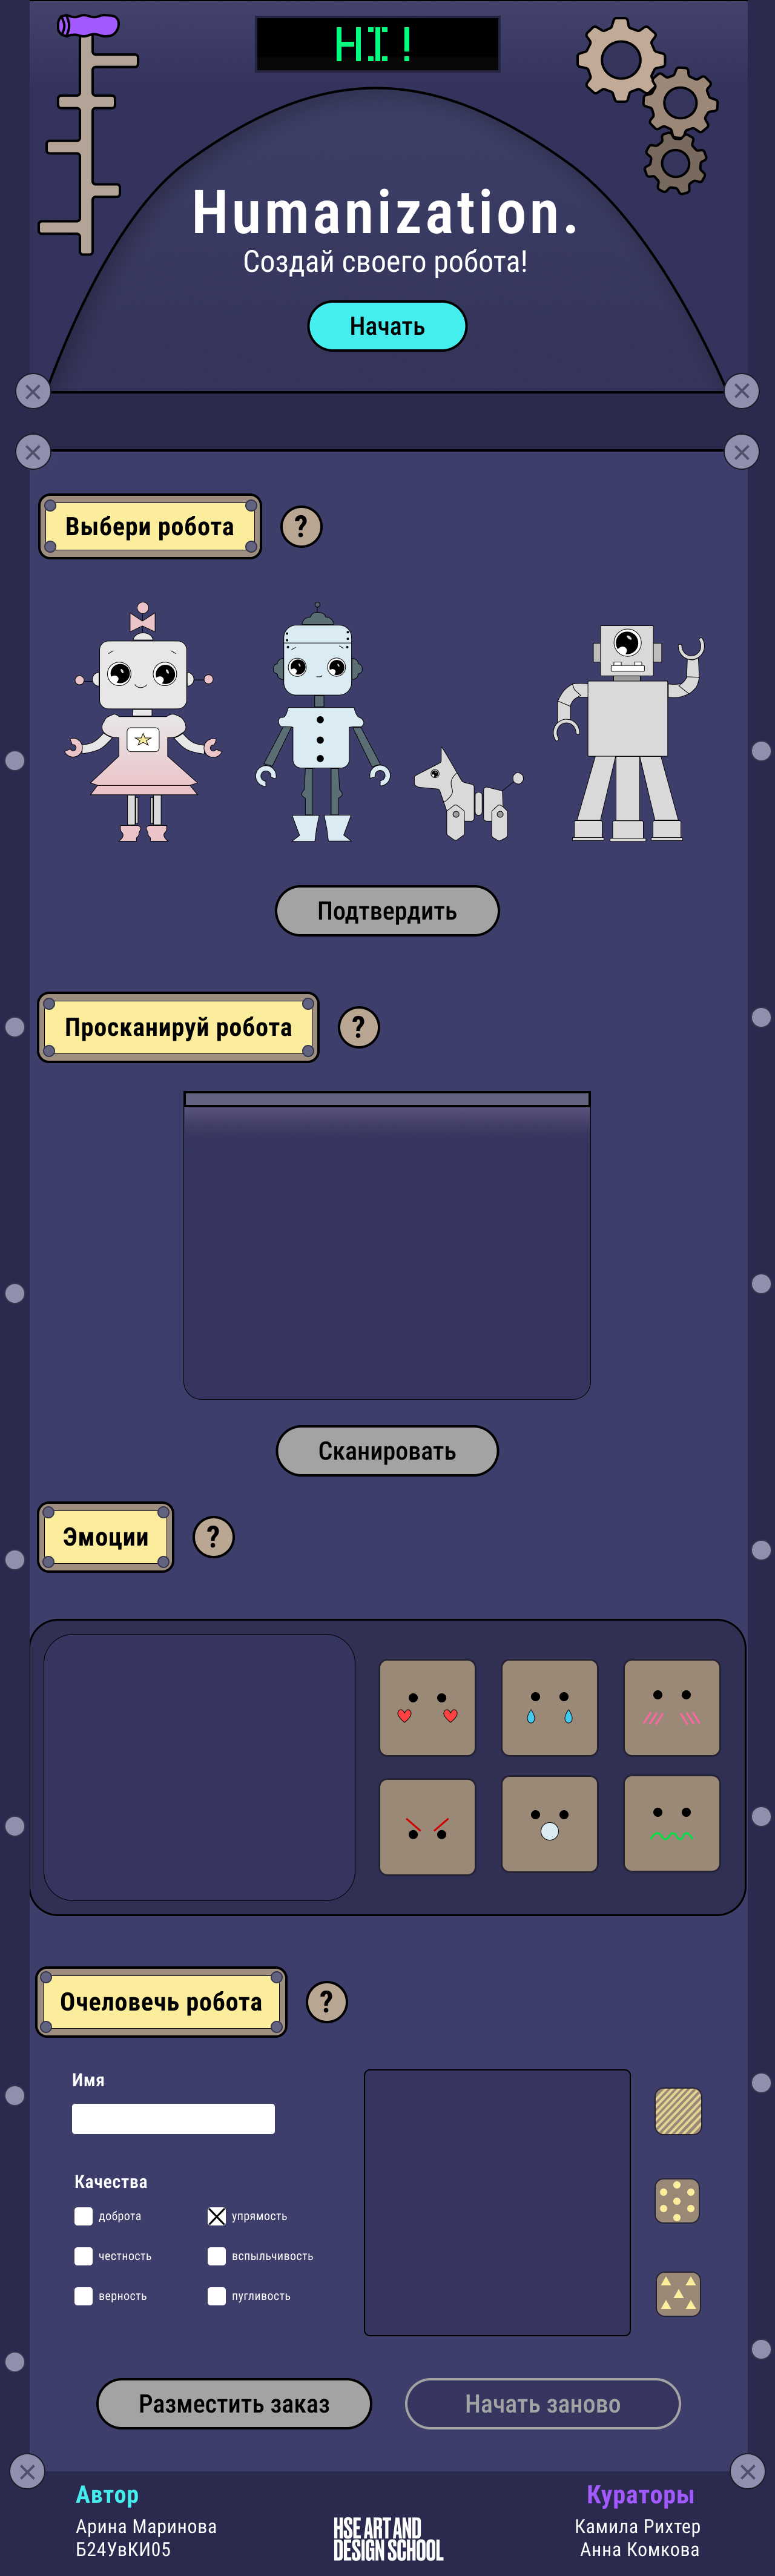 HI!
Humanization.
Создай своего робота!
Начать
Выбери робота
?
Подтвердить
Просканируй робота
?
Сканировать
Эмоции
?
Очеловечь робота
?
Имя
Качества
доброта
упрямость
честность
вспыльчивость
верность
пугливость
Разместить заказ
Начать заново
Автор
Арина Маринова
Б24УвКИ05
HSE ART AND
DESIGN SCHOOL
Кураторы
Камила Рихтер
Анна Комкова